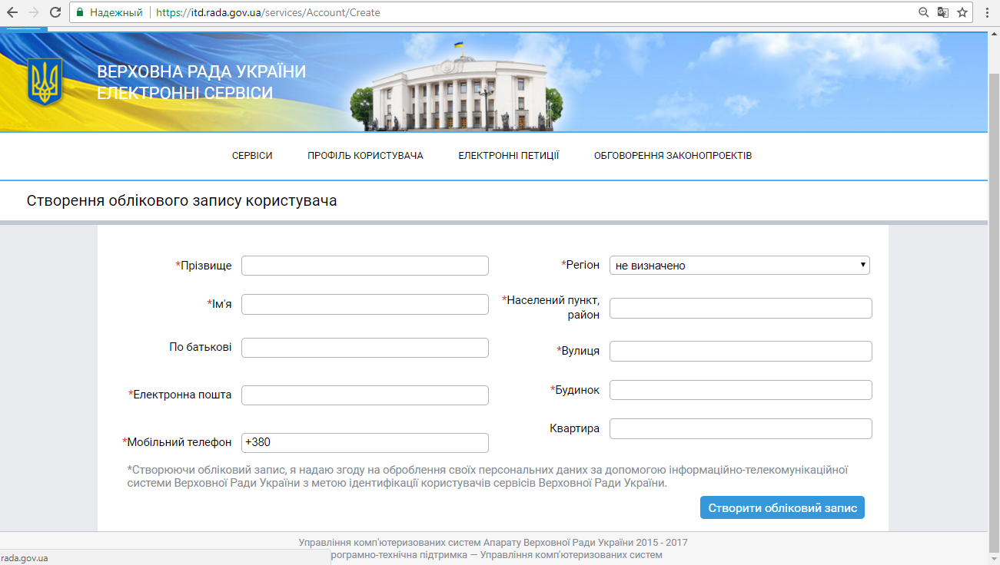 Надежный
https://itd.rada.gov.ua/services/Account/Create
ВЕРХОВНА РАДА УКРАЇНИ
ЕЛЕКТРОННІ СЕРВІСИ
СЕРВІСИ ПРОФІЛЬ КОРИСТУВАЧА ЕЛЕКТРОННІ ПЕТИЦІЇ ОБГОВОРЕННЯ ЗАКОНОПРОЕКТІВ
Створення облікового запису користувача
*Прізвище
*Ім'я
По батькові
*Електронна пошта
*Мобільний телефон +380
*Регіон не визначено
*Населений пункт,
район
*Вулиця
*Будинок
Квартира
*Створюючи обліковий запис, я надаю згоду на оброблення своїх персональних даних за допомогою інформаційно-телекомунікаційної
системи Верховної Ради України з метою ідентифікації користувачів сервісів Верховної Ради України.
Створити обліковий запис
Управління комп'ютеризованих систем Апарату Верховної Ради України 2015 - 2017
рограмно-технічна підтримка — Управління комп'ютеризованих систем
rada.gov.ua